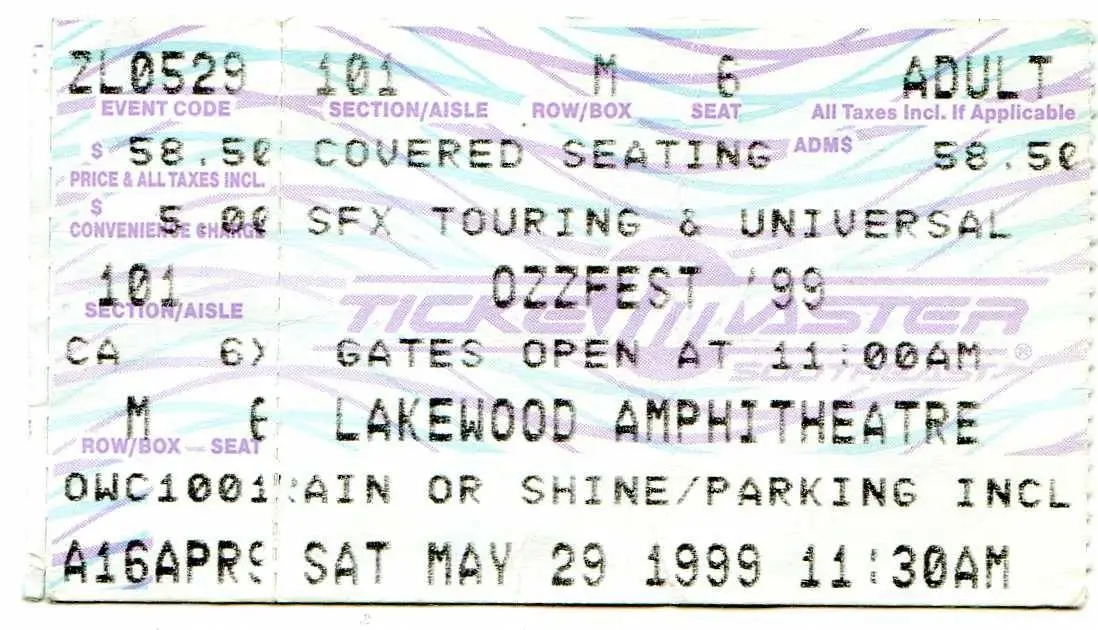 ZL0529 101 M 6 ADULT
EVENT CODE SECTION/AISLE ROW/BOX SEAT All Taxes Incl. If Applicable
$ 58.50 COVERED SEATING ADM$ 58.50
PRICE & ALL TAXES INCL.
$ 5.00 SFX TOURING & UNIVERSAL
CONVENIENCE CHARGE
101 OZZFEST '99
SECTION/AISLE TICKETMASTER
CA 6X GATES OPEN AT 11:00AM
SOUTHEAST ®
M 6 LAKEWOOD AMPHITHEATRE
ROW/BOX — SEAT
OWC1001 RAIN OR SHINE/PARKING INCL
A16APR9 SAT MAY 29 1999 11:30AM